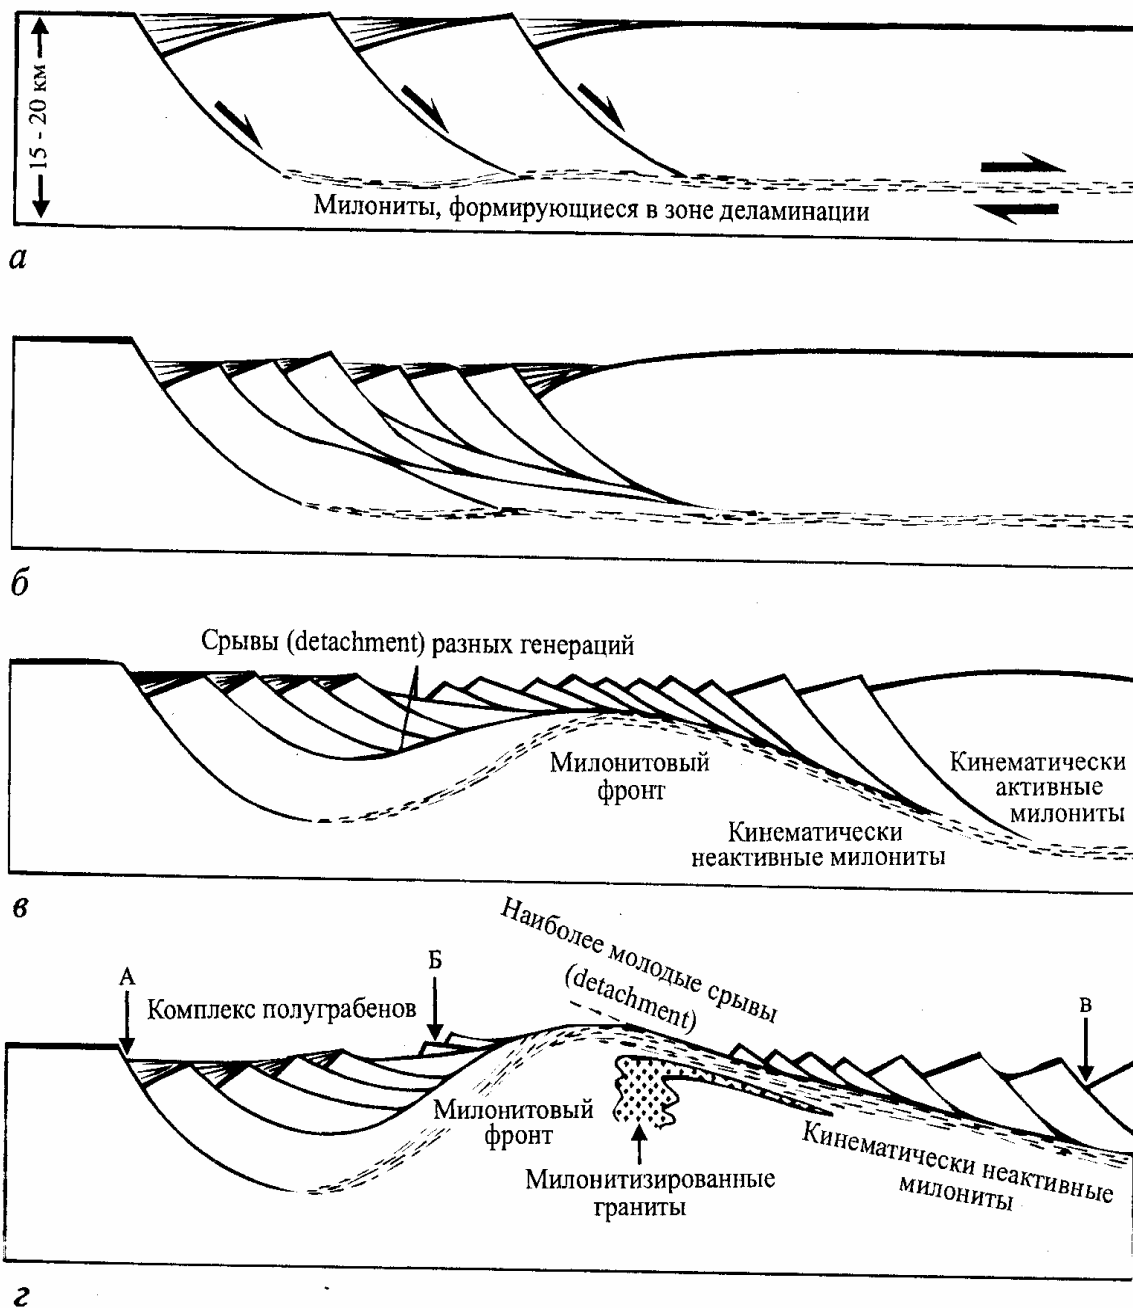 15 - 20 км
Милониты, формирующиеся в зоне деламинации
а
б
Срывы (detachment) разных генераций
Милонитовый
фронт
Кинематически
активные
милониты
Кинематически
неактивные милониты
в
Наиболее молодые срывы
(detachment)
А
Б
В
Комплекс полуграбенов
Милонитовый
фронт
Милонитизированные
граниты
Кинематически неактивные
милониты
г